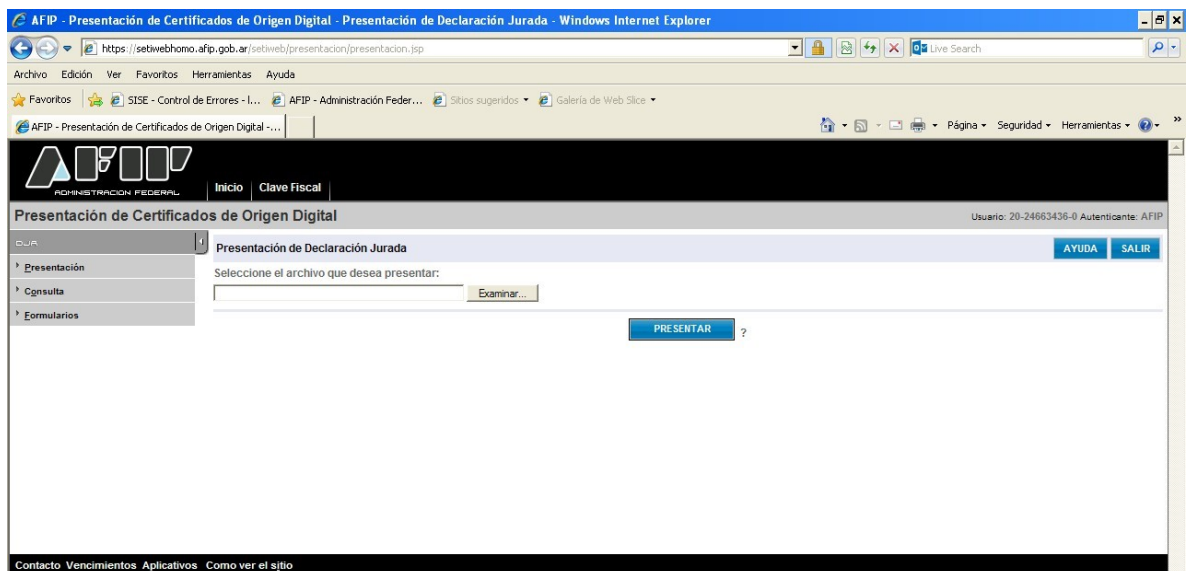 AFIP - Presentación de Certificados de Origen Digital - Presentación de Declaración Jurada - Windows Internet Explorer
https://setiwebhomo.afip.gob.ar/setiweb/presentacion/presentacion.jsp
Live Search
Archivo Edición Ver Favoritos Herramientas Ayuda
Favoritos SISE - Control de Errores - I... AFIP - Administración Feder... Sitios sugeridos Galería de Web Slice
AFIP - Presentación de Certificados de Origen Digital -... Página Seguridad Herramientas
AFIP
ADMINISTRACION FEDERAL
Inicio Clave Fiscal
Presentación de Certificados de Origen Digital Usuario: 20-24663436-0 Autenticante: AFIP
DJR
Presentación de Declaración Jurada AYUDA SALIR
Presentación
Seleccione el archivo que desea presentar:
Consulta
Examinar...
Formularios
PRESENTAR ?
Contacto Vencimientos Aplicativos Como ver el sitio